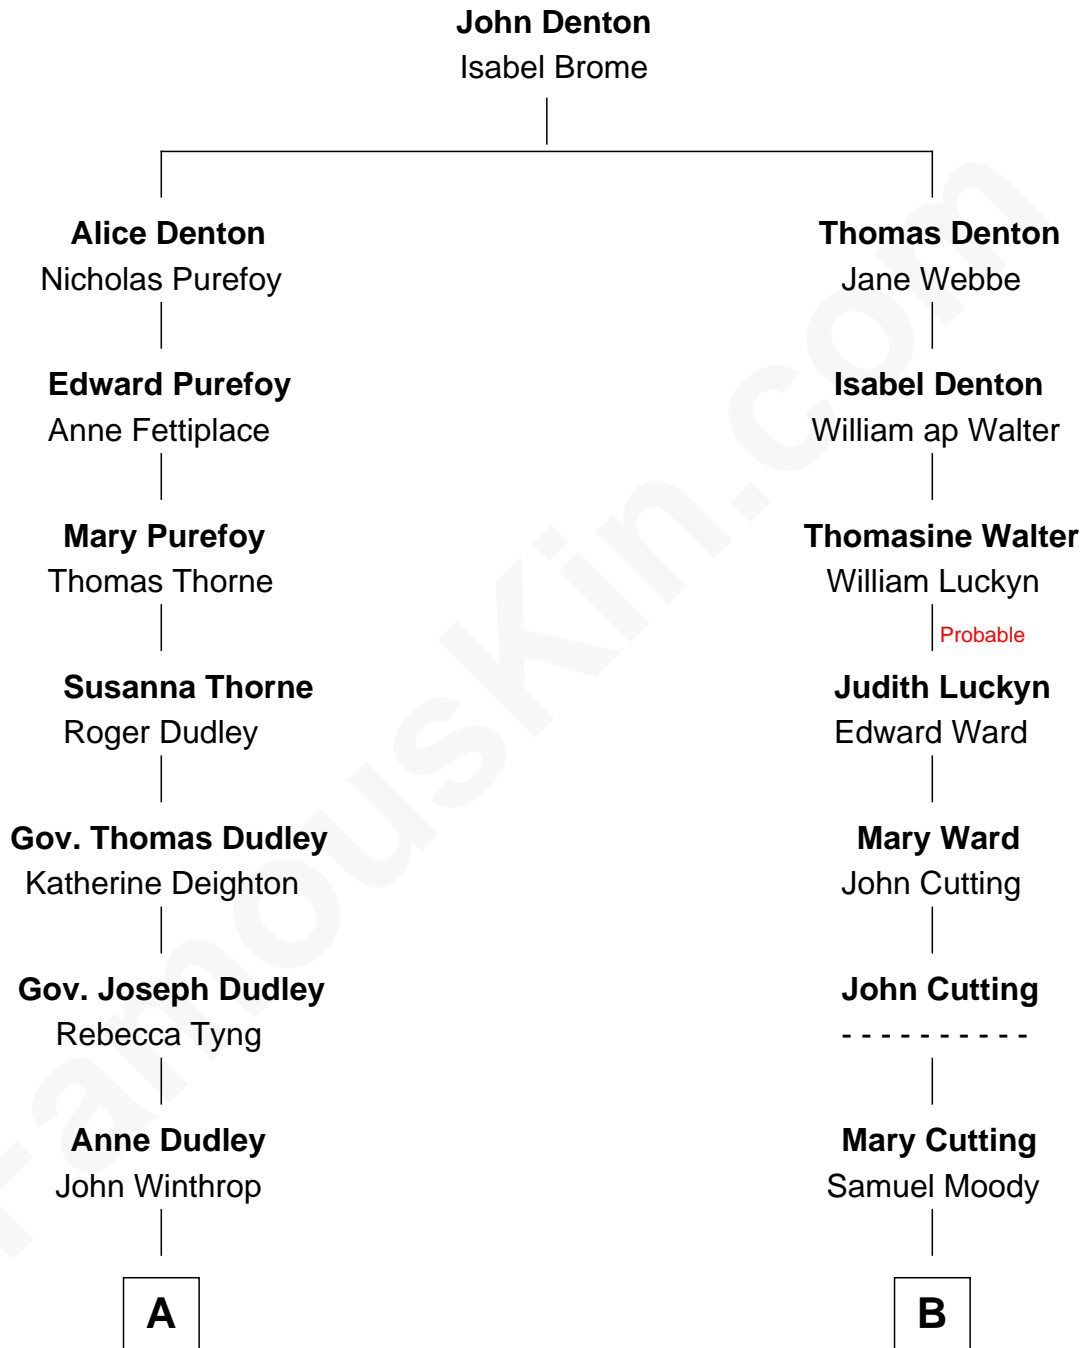 John Denton
Isabel Brome
Alice Denton
Nicholas Purefoy
Edward Purefoy
Anne Fettiplace
Mary Purefoy
Thomas Thorne
Susanna Thorne
Roger Dudley
Gov. Thomas Dudley
Katherine Deighton
Gov. Joseph Dudley
Rebecca Tyng
Anne Dudley
John Winthrop
A
Thomas Denton
Jane Webbe
Isabel Denton
William ap Walter
Thomasine Walter
William Luckyn
Probable
Judith Luckyn
Edward Ward
Mary Ward
John Cutting
John Cutting
- - - - - - - - - -
Mary Cutting
Samuel Moody
B
FamousKin.com